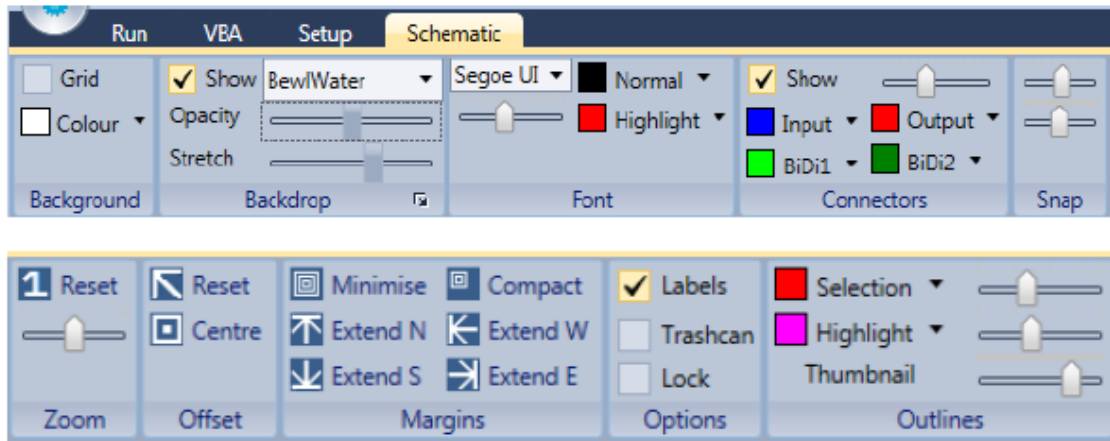 Run VBA Setup Schematic
Grid Show BewlWater Segoe UI Normal Show
Colour Opacity Highlight Input Output
Stretch BiDi1 BiDi2
Background Backdrop Font Connectors Snap
1 Reset Reset Minimise Compact Labels Selection
Centre Extend N Extend W Trashcan Highlight
Extend S Extend E Lock Thumbnail
Zoom Offset Margins Options Outlines